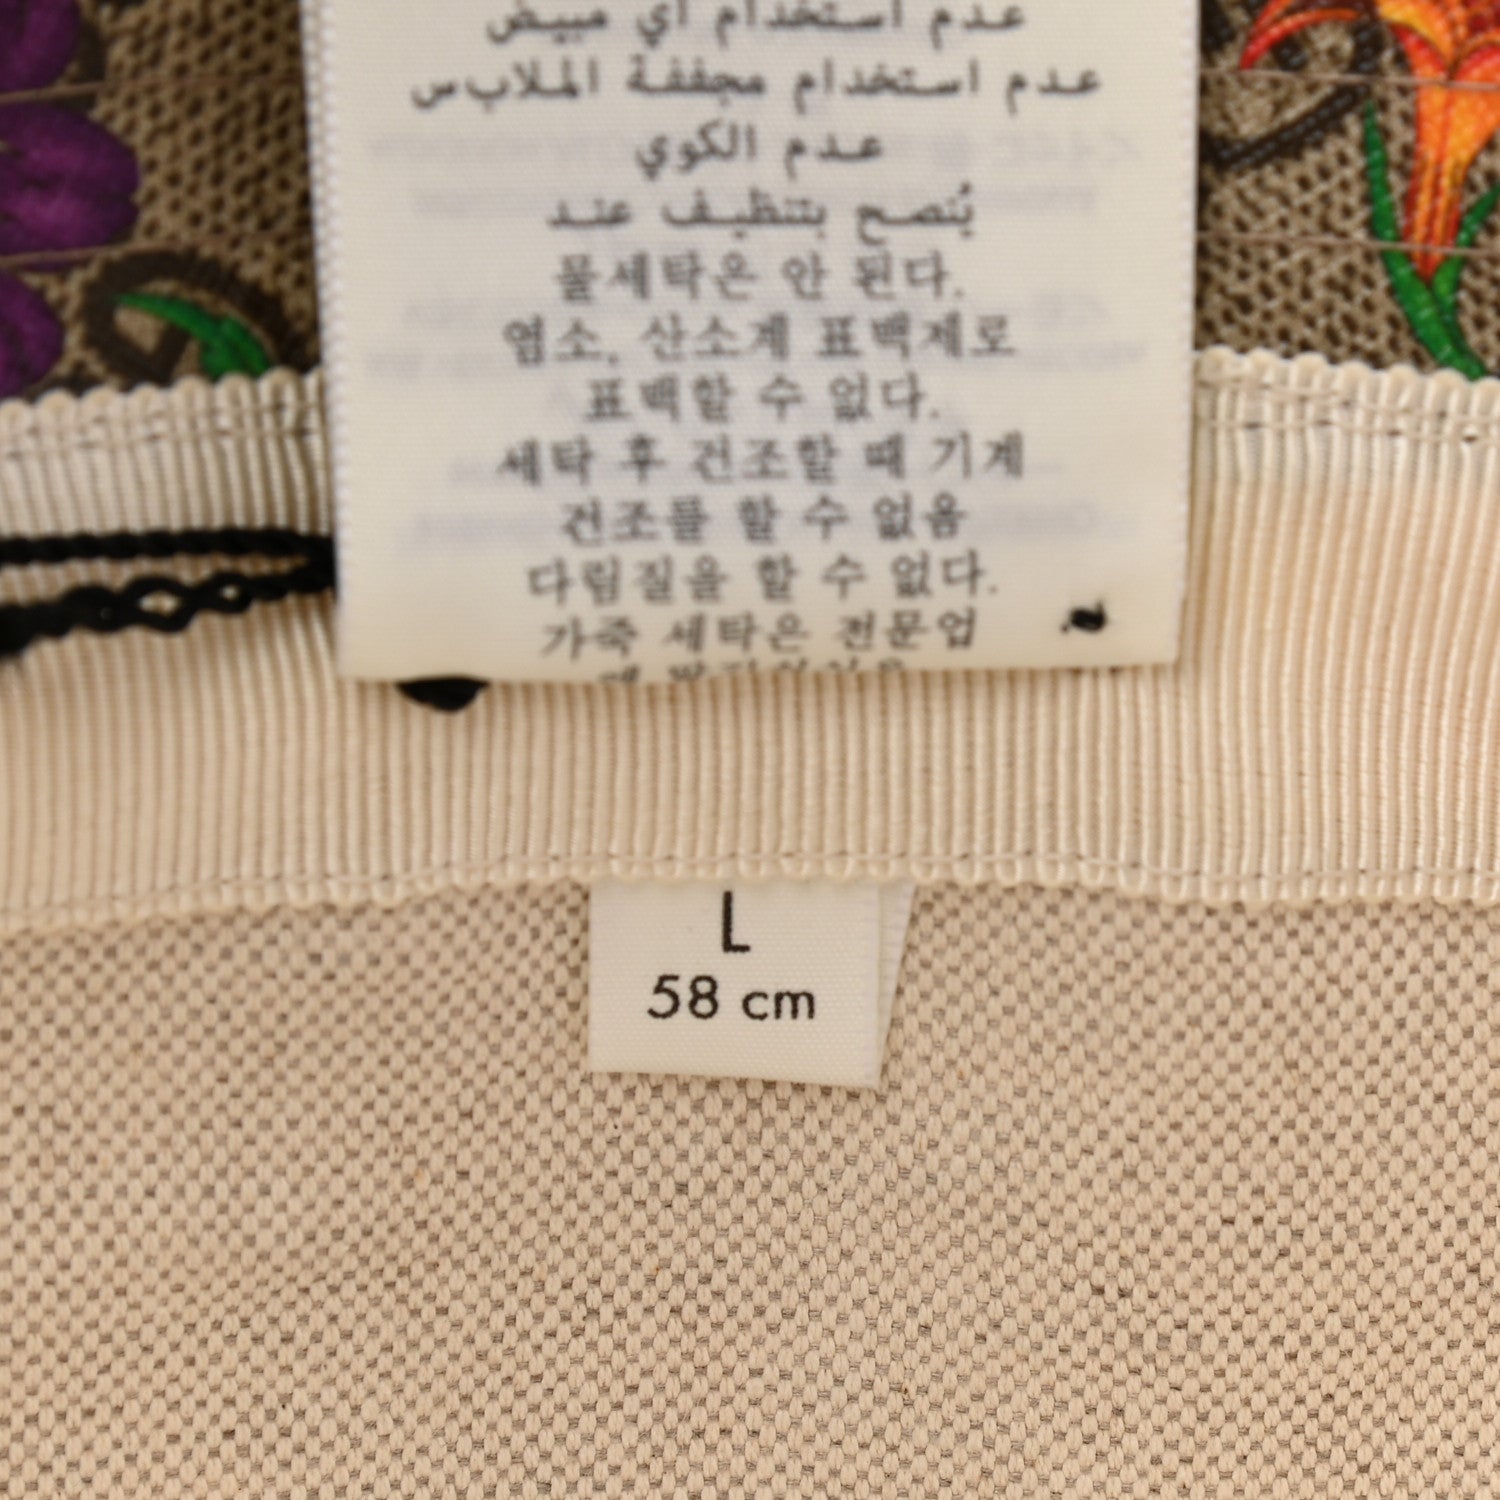 عدم استخدام أي مبيض
عدم استخدام مجففة الملابس
عدم الكوي
يُنصح بتنظيف عند
물세탁은 안 된다.
염소, 산소계 표백제로
표백할 수 없다.
세탁 후 건조할 때 기계
건조를 할 수 없음
다림질을 할 수 없다.
가죽 세탁은 전문업
L
58 cm